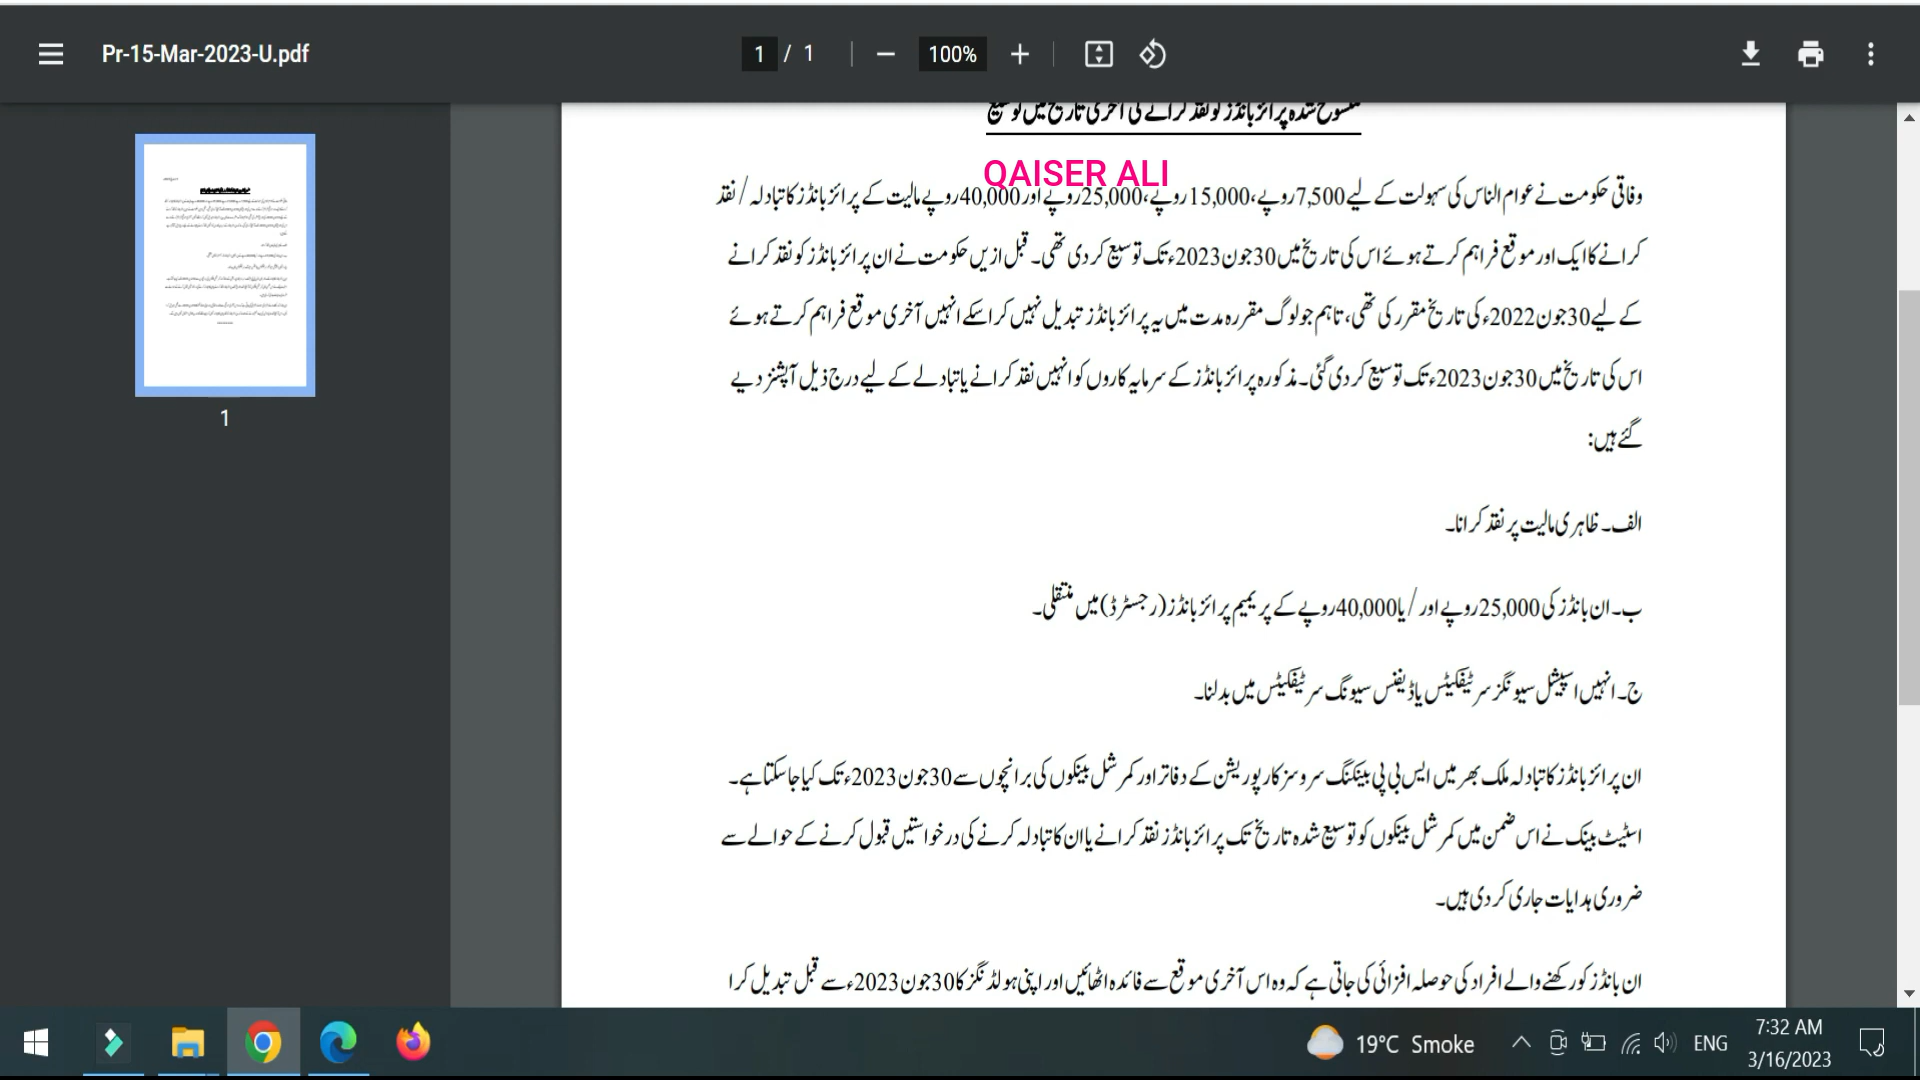 Pr-15-Mar-2023-U.pdf
1 / 1
100%
1
منسوخ شدہ پرائز بانڈز کو نقد کرانے کی آخری تاریخ میں توسیع
QAISER ALI
وفاقی حکومت نے عوام الناس کی سہولت کے لیے 7,500 روپے، 15,000 روپے، 25,000 روپے اور 40,000 روپے مالیت کے پرائز بانڈز کا تبادلہ / نقد
کرانے کا ایک اور موقع فراہم کرتے ہوئے اس کی تاریخ میں 30 جون 2023ء تک توسیع کر دی تھی۔ قبل ازیں حکومت نے ان پرائز بانڈز کو نقد کرانے
کے لیے 30 جون 2022ء کی تاریخ مقرر کی تھی، تاہم جو لوگ مقررہ مدت میں یہ پرائز بانڈز تبدیل نہیں کرا سکے انہیں آخری موقع فراہم کرتے ہوئے
اس کی تاریخ میں 30 جون 2023ء تک توسیع کر دی گئی۔ مذکورہ پرائز بانڈز کے سرمایہ کاروں کو انہیں نقد کرانے یا تبادلے کے لیے درج ذیل آپشنز دیے
گئے ہیں:
الف۔ ظاہری مالیت پر نقد کرانا۔
ب۔ ان بانڈز کی 25,000 روپے اور / یا 40,000 روپے کے پریمیم پرائز بانڈز (رجسٹرڈ) میں منتقلی۔
ج۔ انہیں اسپیشل سیونگز سرٹیفکیٹس یا ڈیفنس سیونگ سرٹیفکیٹس میں بدلنا۔
ان پرائز بانڈز کا تبادلہ ملک بھر میں ایس بی پی بینکنگ سروسز کارپوریشن کے دفاتر اور کمرشل بینکوں کی برانچوں سے 30 جون 2023ء تک کیا جا سکتا ہے۔
اسٹیٹ بینک نے اس ضمن میں کمرشل بینکوں کو توسیع شدہ تاریخ تک پرائز بانڈز نقد کرانے یا ان کا تبادلہ کرنے کی درخواستیں قبول کرنے کے حوالے سے
ضروری ہدایات جاری کر دی ہیں۔
ان بانڈز کو رکھنے والے افراد کی حوصلہ افزائی کی جاتی ہے کہ وہ اس آخری موقع سے فائدہ اٹھائیں اور اپنی ہولڈنگز کا 30 جون 2023ء سے قبل تبدیل کرا
19°C Smoke
ENG
7:32 AM
3/16/2023